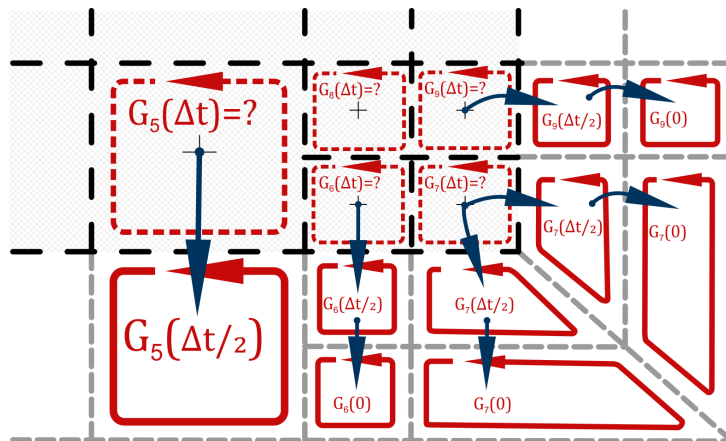 G₈(Δt)=?
G₉(Δt)=?
G₅(Δt)=?
G₉(Δt/2)
G₉(0)
G₆(Δt)=?
G₇(Δt)=?
G₇(Δt/2)
G₇(0)
G₆(Δt/2)
G₇(Δt/2)
G₅(Δt/2)
G₆(0)
G₇(0)